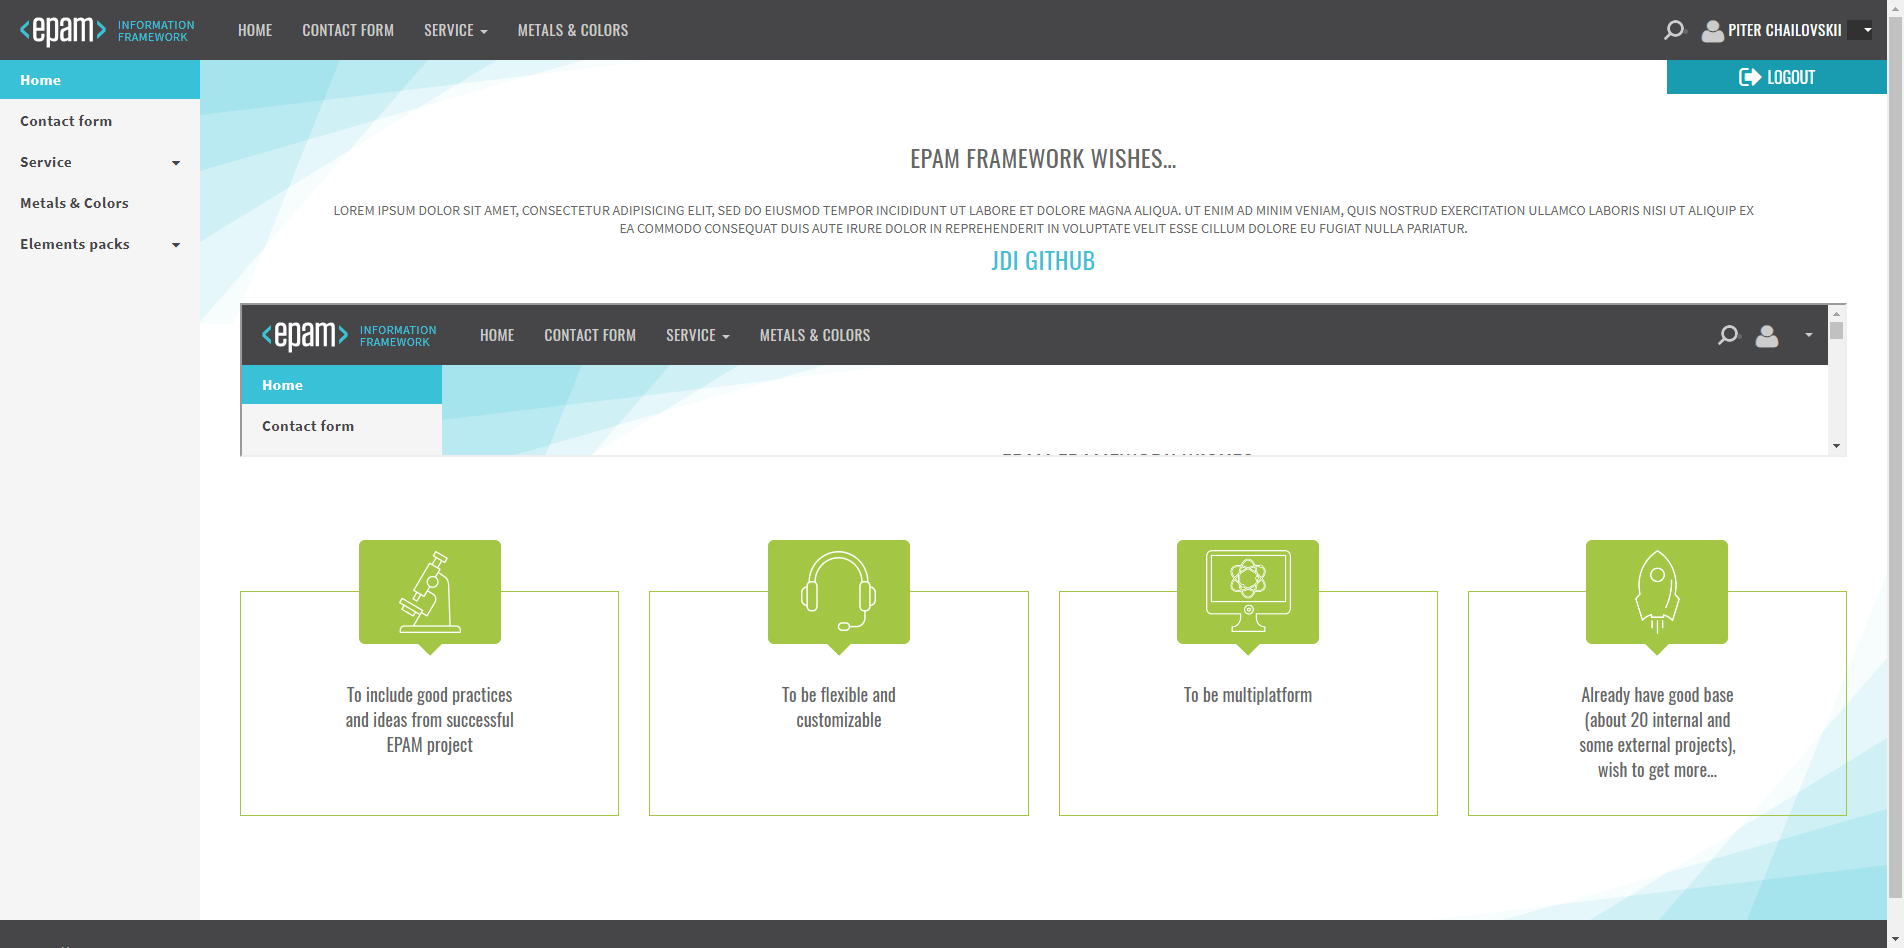 <epam> INFORMATION
FRAMEWORK
HOME CONTACT FORM SERVICE METALS & COLORS
PITER CHAILOVSKII
LOGOUT
Home
Contact form
Service
Metals & Colors
Elements packs
EPAM FRAMEWORK WISHES...
LOREM IPSUM DOLOR SIT AMET, CONSECTETUR ADIPISICING ELIT, SED DO EIUSMOD TEMPOR INCIDIDUNT UT LABORE ET DOLORE MAGNA ALIQUA. UT ENIM AD MINIM VENIAM, QUIS NOSTRUD EXERCITATION ULLAMCO LABORIS NISI UT ALIQUIP EX
EA COMMODO CONSEQUAT DUIS AUTE IRURE DOLOR IN REPREHENDERIT IN VOLUPTATE VELIT ESSE CILLUM DOLORE EU FUGIAT NULLA PARIATUR.
JDI GITHUB
<epam> INFORMATION
FRAMEWORK
HOME CONTACT FORM SERVICE METALS & COLORS
Home
Contact form
To include good practices
and ideas from successful
EPAM project
To be flexible and
customizable
To be multiplatform
Already have good base
(about 20 internal and
some external projects),
wish to get more...